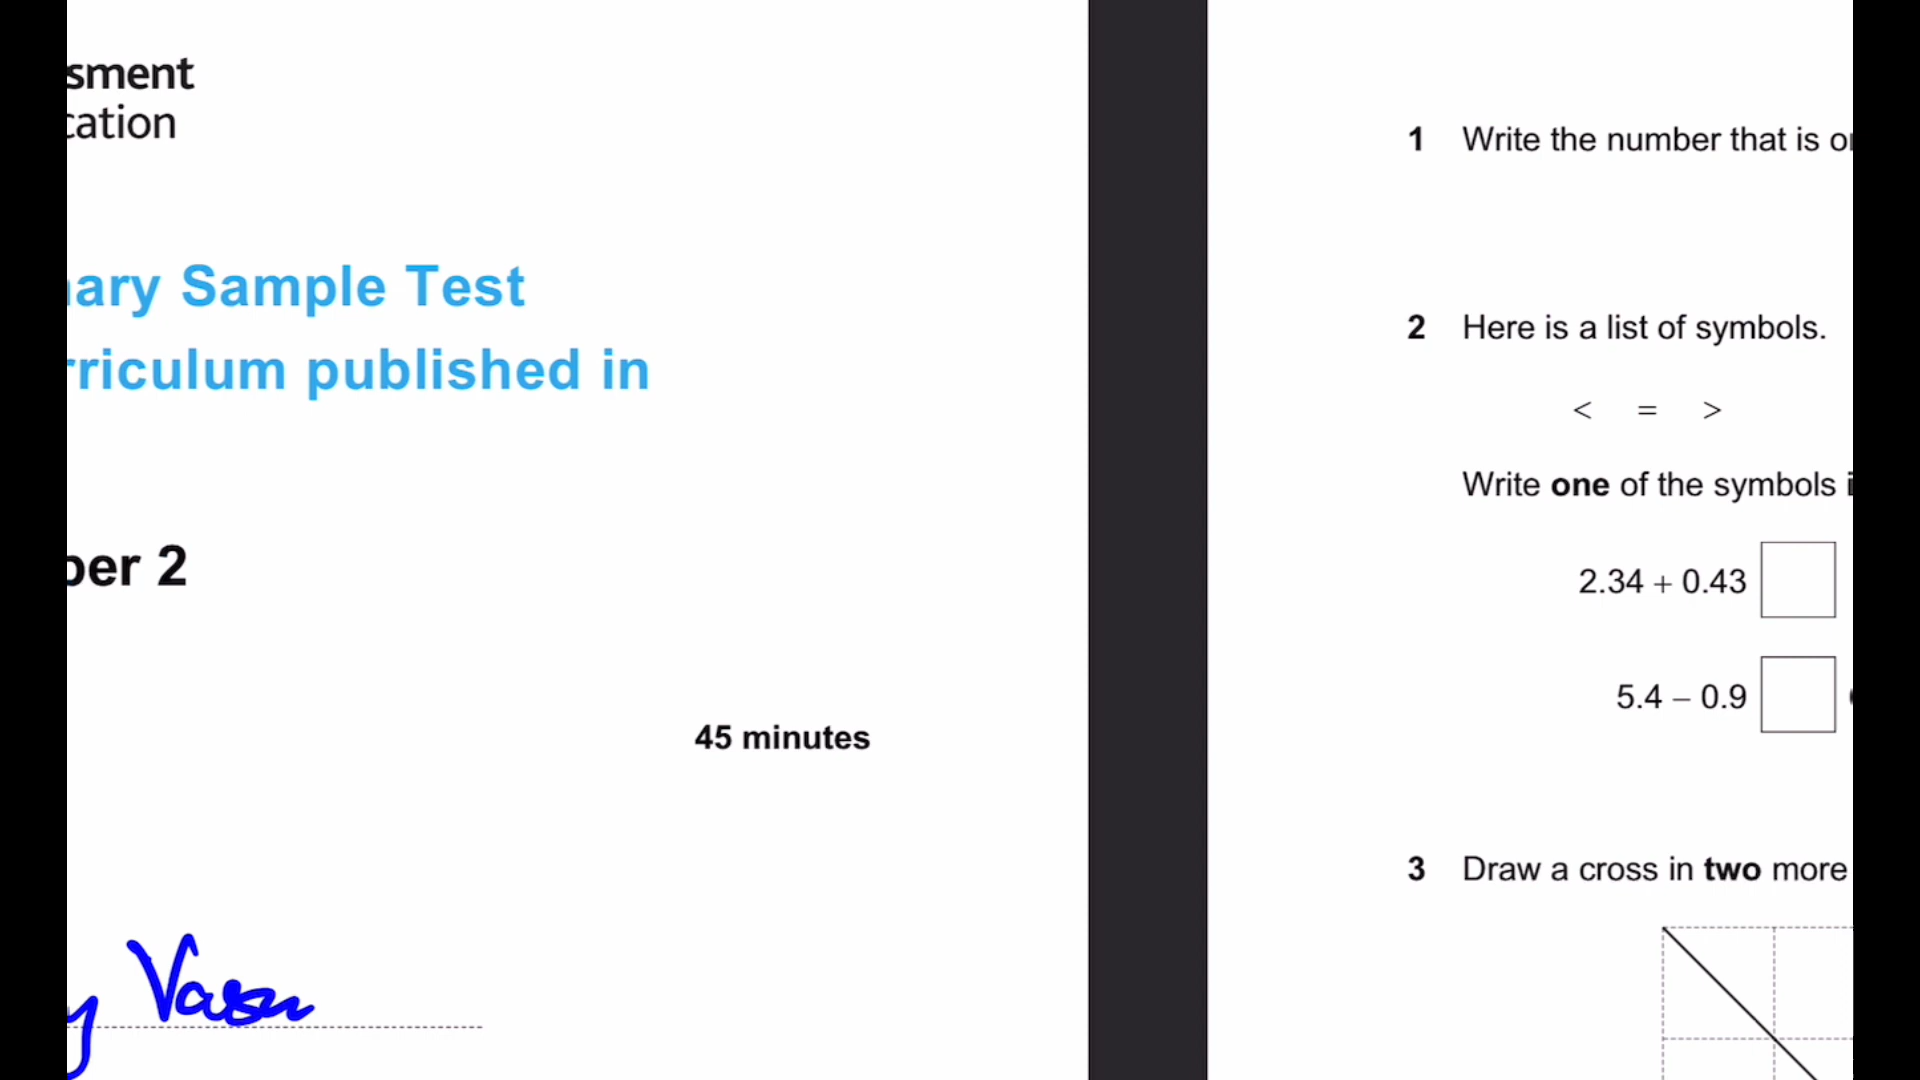 sment
cation
ary Sample Test
rriculum published in
per 2
45 minutes
y Vasu
1 Write the number that is
2 Here is a list of symbols.
< = >
Write one of the symbols
2.34 + 0.43
5.4 – 0.9
3 Draw a cross in two more